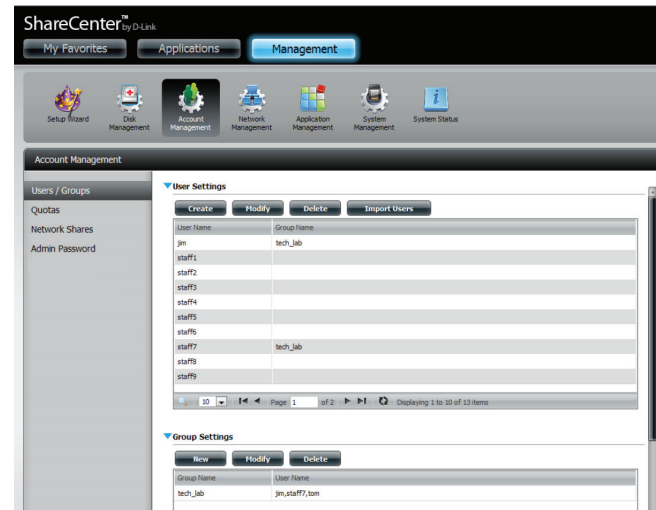 ShareCenter™ by D-Link
My Favorites Applications Management
Setup Wizard Disk Management Account Management Network Management Application Management System Management System Status
Account Management
Users / Groups
Quotas
Network Shares
Admin Password
User Settings
Create Modify Delete Import Users
User Name Group Name
jim tech_lab
staff1
staff2
staff3
staff4
staff5
staff6
staff7 tech_lab
staff8
staff9
10 Page 1 of 2 Displaying 1 to 10 of 13 items
Group Settings
New Modify Delete
Group Name User Name
tech_lab jim,staff7,tom